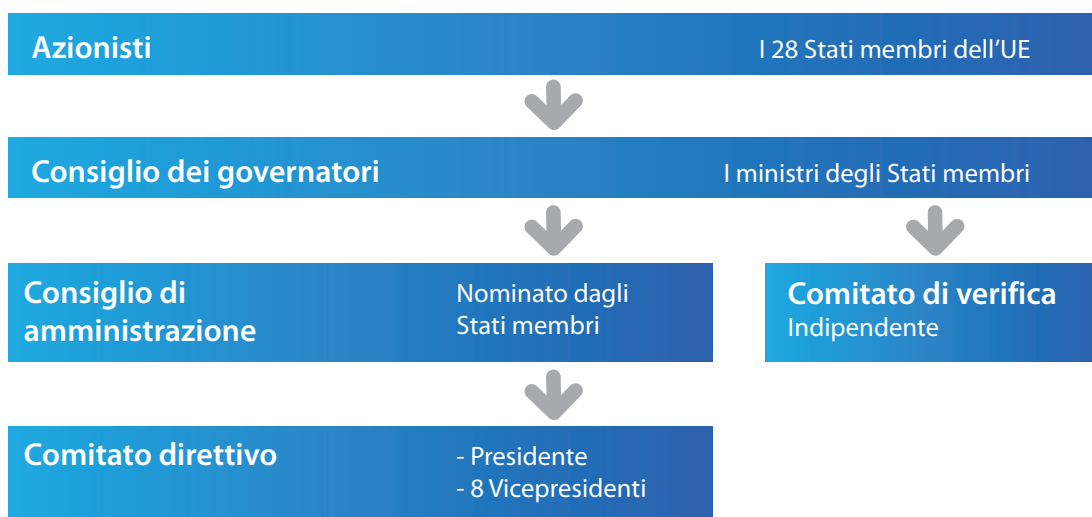 Azionisti
I 28 Stati membri dell’UE
Consiglio dei governatori
I ministri degli Stati membri
Consiglio di
amministrazione
Nominato dagli
Stati membri
Comitato di verifica
Indipendente
Comitato direttivo
- Presidente
- 8 Vicepresidenti